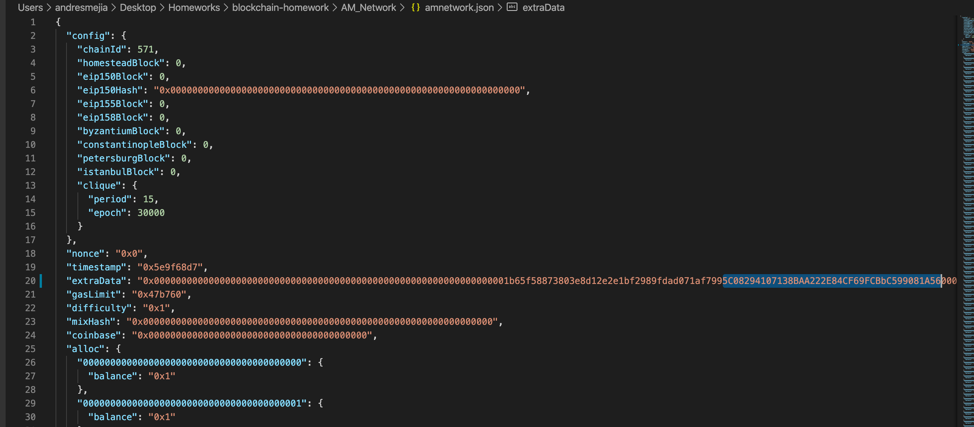 Users > andresmejia > Desktop > Homeworks > blockchain-homework > AM_Network > {} amnetwork.json > extraData
1 {
2 "config": {
3 "chainId": 571,
4 "homesteadBlock": 0,
5 "eip150Block": 0,
6 "eip150Hash": "0x0000000000000000000000000000000000000000000000000000000000000000",
7 "eip155Block": 0,
8 "eip158Block": 0,
9 "byzantiumBlock": 0,
10 "constantinopleBlock": 0,
11 "petersburgBlock": 0,
12 "istanbulBlock": 0,
13 "clique": {
14 "period": 15,
15 "epoch": 30000
16 }
17 },
18 "nonce": "0x0",
19 "timestamp": "0x5e9f68d7",
20 "extraData": "0x00000000000000000000000000000000000000000000000000000000000000001b65f58873803e8d12e2e1bf2989fdad071af7995C08294107138BAA222E84CF69FCBbC599081A56000
21 "gasLimit": "0x47b760",
22 "difficulty": "0x1",
23 "mixHash": "0x0000000000000000000000000000000000000000000000000000000000000000",
24 "coinbase": "0x0000000000000000000000000000000000000000",
25 "alloc": {
26 "0000000000000000000000000000000000000000": {
27 "balance": "0x1"
28 },
29 "0000000000000000000000000000000000000001": {
30 "balance": "0x1"